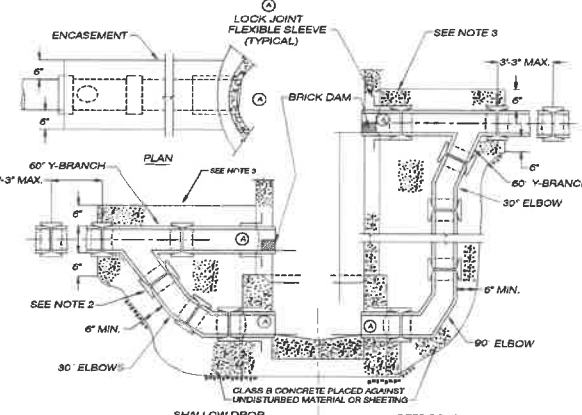 Ⓐ
LOCK JOINT
FLEXIBLE SLEEVE
(TYPICAL)
ENCASEMENT
SEE NOTE 3
3'-3" MAX.
6"
6"
Ⓐ
BRICK DAM
Ⓐ
6"
6"
PLAN
60° Y-BRANCH
SEE NOTE 3
'-3" MAX.
60° Y-BRANCH
30° ELBOW
6"
Ⓐ
6"
SEE NOTE 2
6" MIN.
6" MIN.
Ⓐ
Ⓐ
90° ELBOW
30° ELBOWS
CLASS B CONCRETE PLACED AGAINST
UNDISTURBED MATERIAL OR SHEETING
SHALLOW DROP